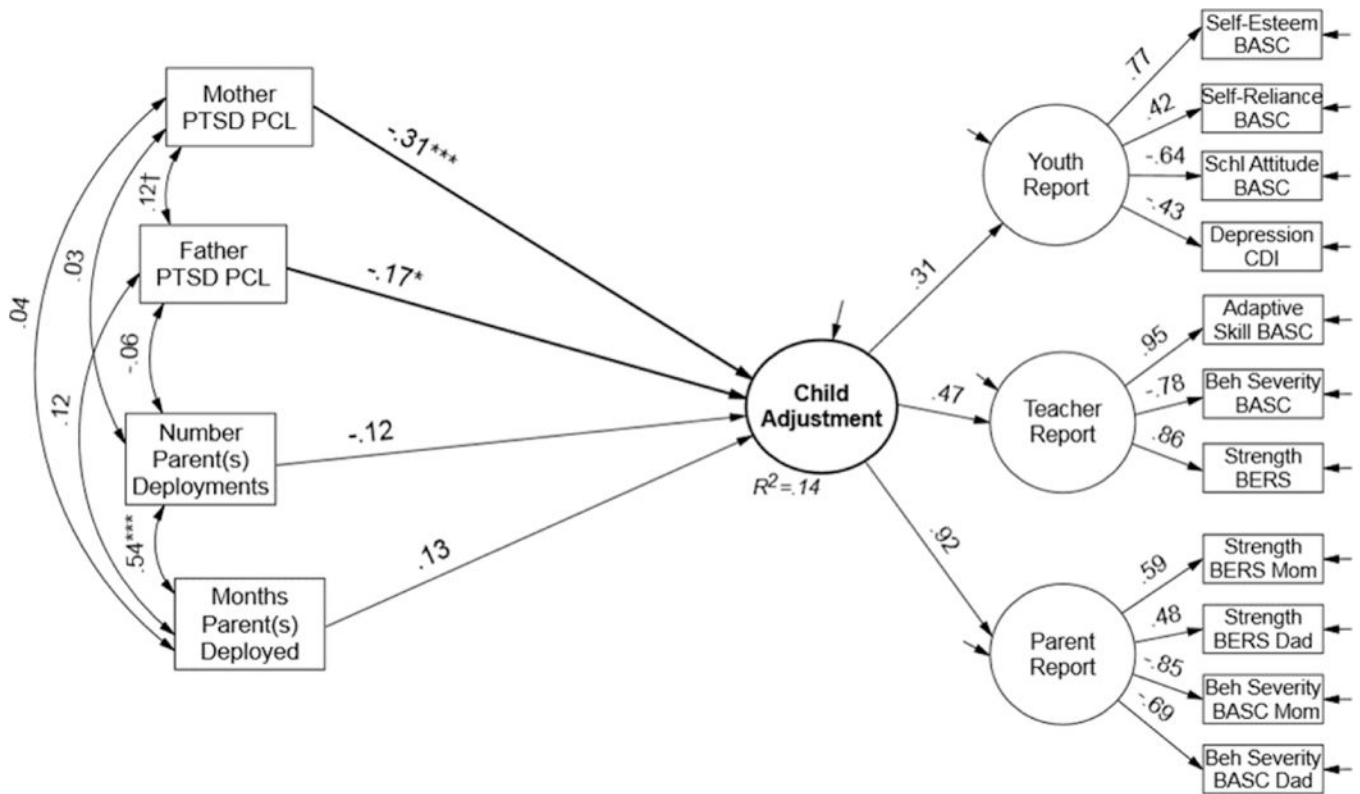 Mother
PTSD PCL
-.31***
.12†
Father
PTSD PCL
-.17*
.03
.04
-.06
.12
Number
Parent(s)
Deployments
-.12
.54***
Months
Parent(s)
Deployed
.13
Child
Adjustment
R²=.14
.31
.47
.92
Youth
Report
.77
.42
-.64
-.43
Self-Esteem
BASC
Self-Reliance
BASC
Schl Attitude
BASC
Depression
CDI
Teacher
Report
.95
-.78
.86
Adaptive
Skill BASC
Beh Severity
BASC
Strength
BERS
Parent
Report
.59
.48
-.85
-.69
Strength
BERS Mom
Strength
BERS Dad
Beh Severity
BASC Mom
Beh Severity
BASC Dad